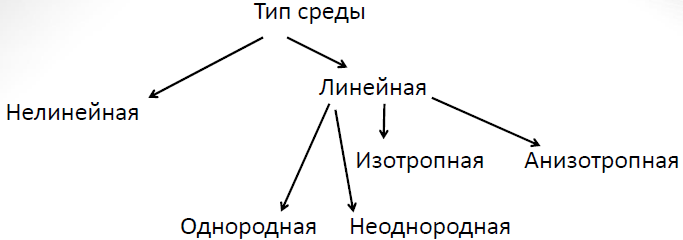 Тип среды
Линейная
Нелинейная
Изотропная
Анизотропная
Однородная
Неоднородная